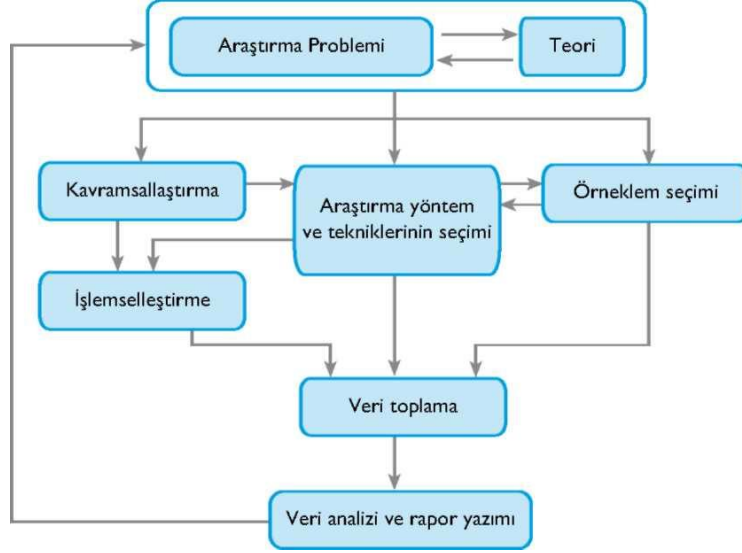 Araştırma Problemi
Teori
Kavramsallaştırma
Araştırma yöntem
ve tekniklerinin seçimi
Örneklem seçimi
İşlemselleştirme
Veri toplama
Veri analizi ve rapor yazımı